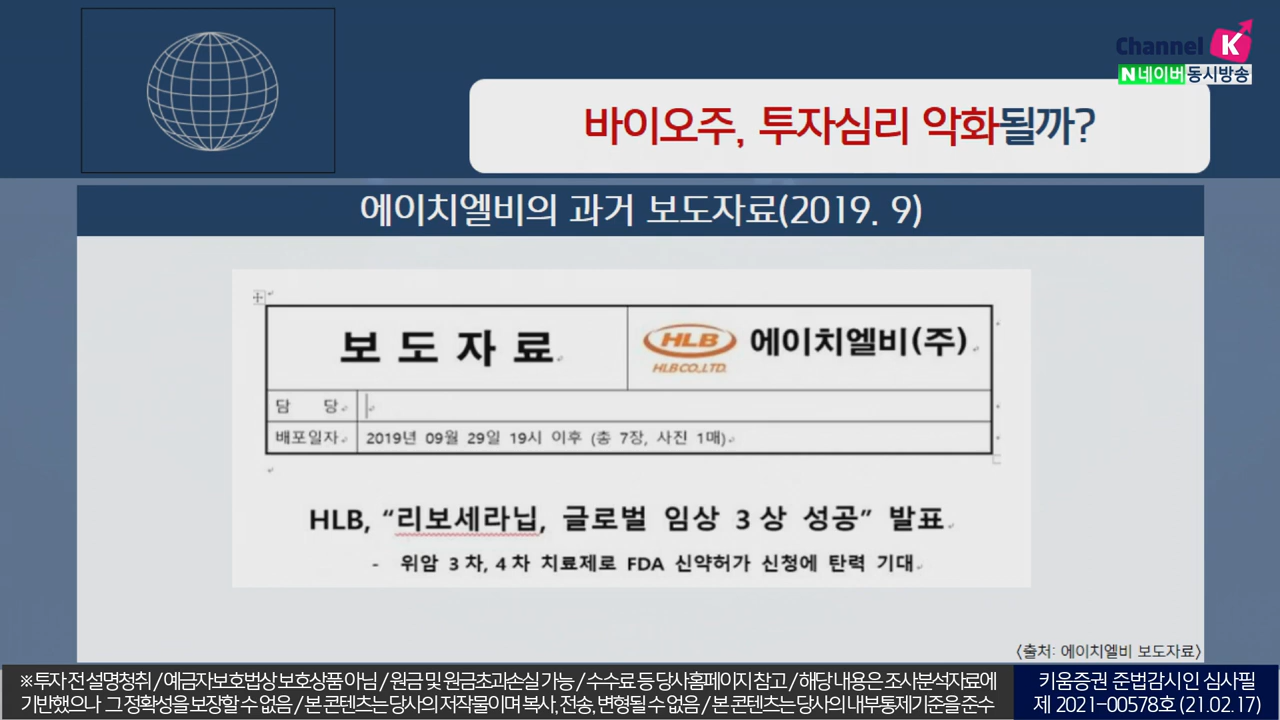 Channel K
N네이버동시방송
바이오주, 투자심리 악화될까?
에이치엘비의 과거 보도자료(2019. 9)
보 도 자 료
HLB
HLB CO.,LTD.
에이치엘비(주)
담 당
배포일자
2019년 09월 29일 19시 이후 (총 7장, 사진 1매)
HLB, “리보세라닙, 글로벌 임상 3상 성공” 발표
- 위암 3차, 4차 치료제로 FDA 신약허가 신청에 탄력 기대
<출처: 에이치엘비 보도자료>
※ 투자 전 설명청취 / 예금자보호법상 보호상품 아님 / 원금 및 원금초과손실 가능 / 수수료 등 당사홈페이지 참고 / 해당 내용은 조사분석자료에
기반했으나 그 정확성을 보장할 수 없음 / 본 콘텐츠는 당사의 저작물이며 복사, 전송, 변형될 수 없음 / 본 콘텐츠는 당사의 내부통제기준을 준수
키움증권 준법감시인 심사필
제 2021-00578호 (21.02.17)